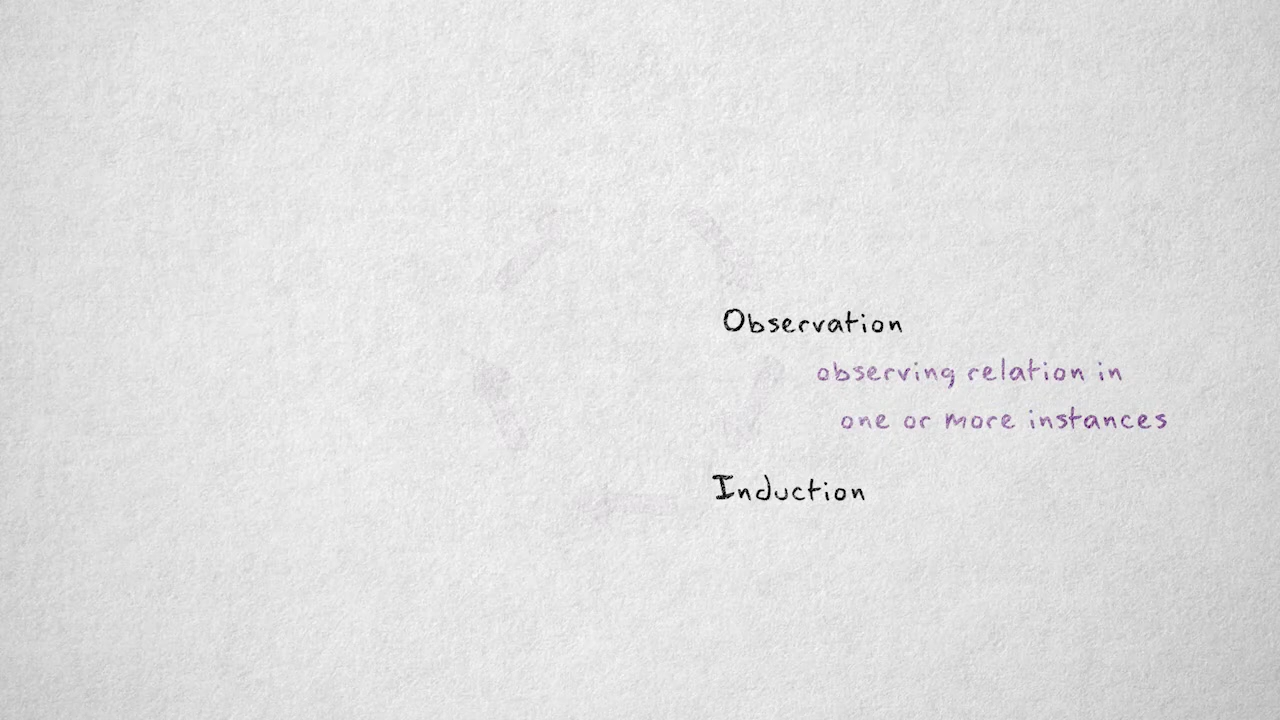 Observation
observing relation in
one or more instances
Induction